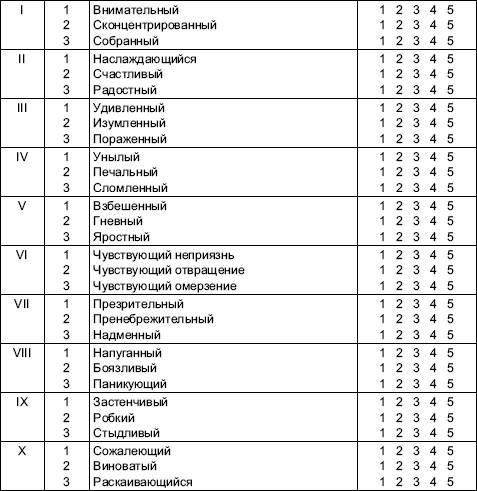 I 1 Внимательный 1 2 3 4 5
2 Сконцентрированный 1 2 3 4 5
3 Собранный 1 2 3 4 5
II 1 Наслаждающийся 1 2 3 4 5
2 Счастливый 1 2 3 4 5
3 Радостный 1 2 3 4 5
III 1 Удивленный 1 2 3 4 5
2 Изумленный 1 2 3 4 5
3 Пораженный 1 2 3 4 5
IV 1 Унылый 1 2 3 4 5
2 Печальный 1 2 3 4 5
3 Сломленный 1 2 3 4 5
V 1 Взбешенный 1 2 3 4 5
2 Гневный 1 2 3 4 5
3 Яростный 1 2 3 4 5
VI 1 Чувствующий неприязнь 1 2 3 4 5
2 Чувствующий отвращение 1 2 3 4 5
3 Чувствующий омерзение 1 2 3 4 5
VII 1 Презрительный 1 2 3 4 5
2 Пренебрежительный 1 2 3 4 5
3 Надменный 1 2 3 4 5
VIII 1 Напуганный 1 2 3 4 5
2 Боязливый 1 2 3 4 5
3 Паникующий 1 2 3 4 5
IX 1 Застенчивый 1 2 3 4 5
2 Робкий 1 2 3 4 5
3 Стыдливый 1 2 3 4 5
X 1 Сожалеющий 1 2 3 4 5
2 Виноватый 1 2 3 4 5
3 Раскаивающийся 1 2 3 4 5